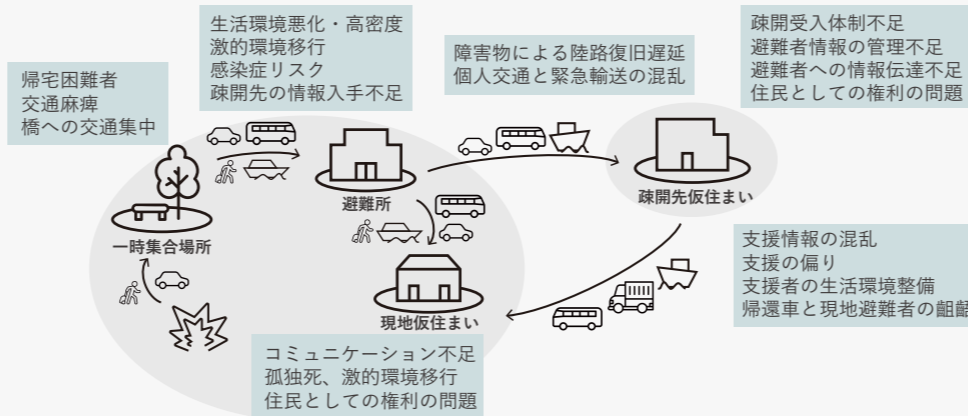 生活環境悪化・高密度
激的環境移行
感染症リスク
疎開先の情報入手不足
障害物による陸路復旧遅延
個人交通と緊急輸送の混乱
疎開受入体制不足
避難者情報の管理不足
避難者への情報伝達不足
住民としての権利の問題
帰宅困難者
交通麻痺
橋への交通集中
避難所
疎開先仮住まい
一時集合場所
支援情報の混乱
支援の偏り
支援者の生活環境整備
帰還車と現地避難者の齟齬
現地仮住まい
コミュニケーション不足
孤独死、激的環境移行
住民としての権利の問題